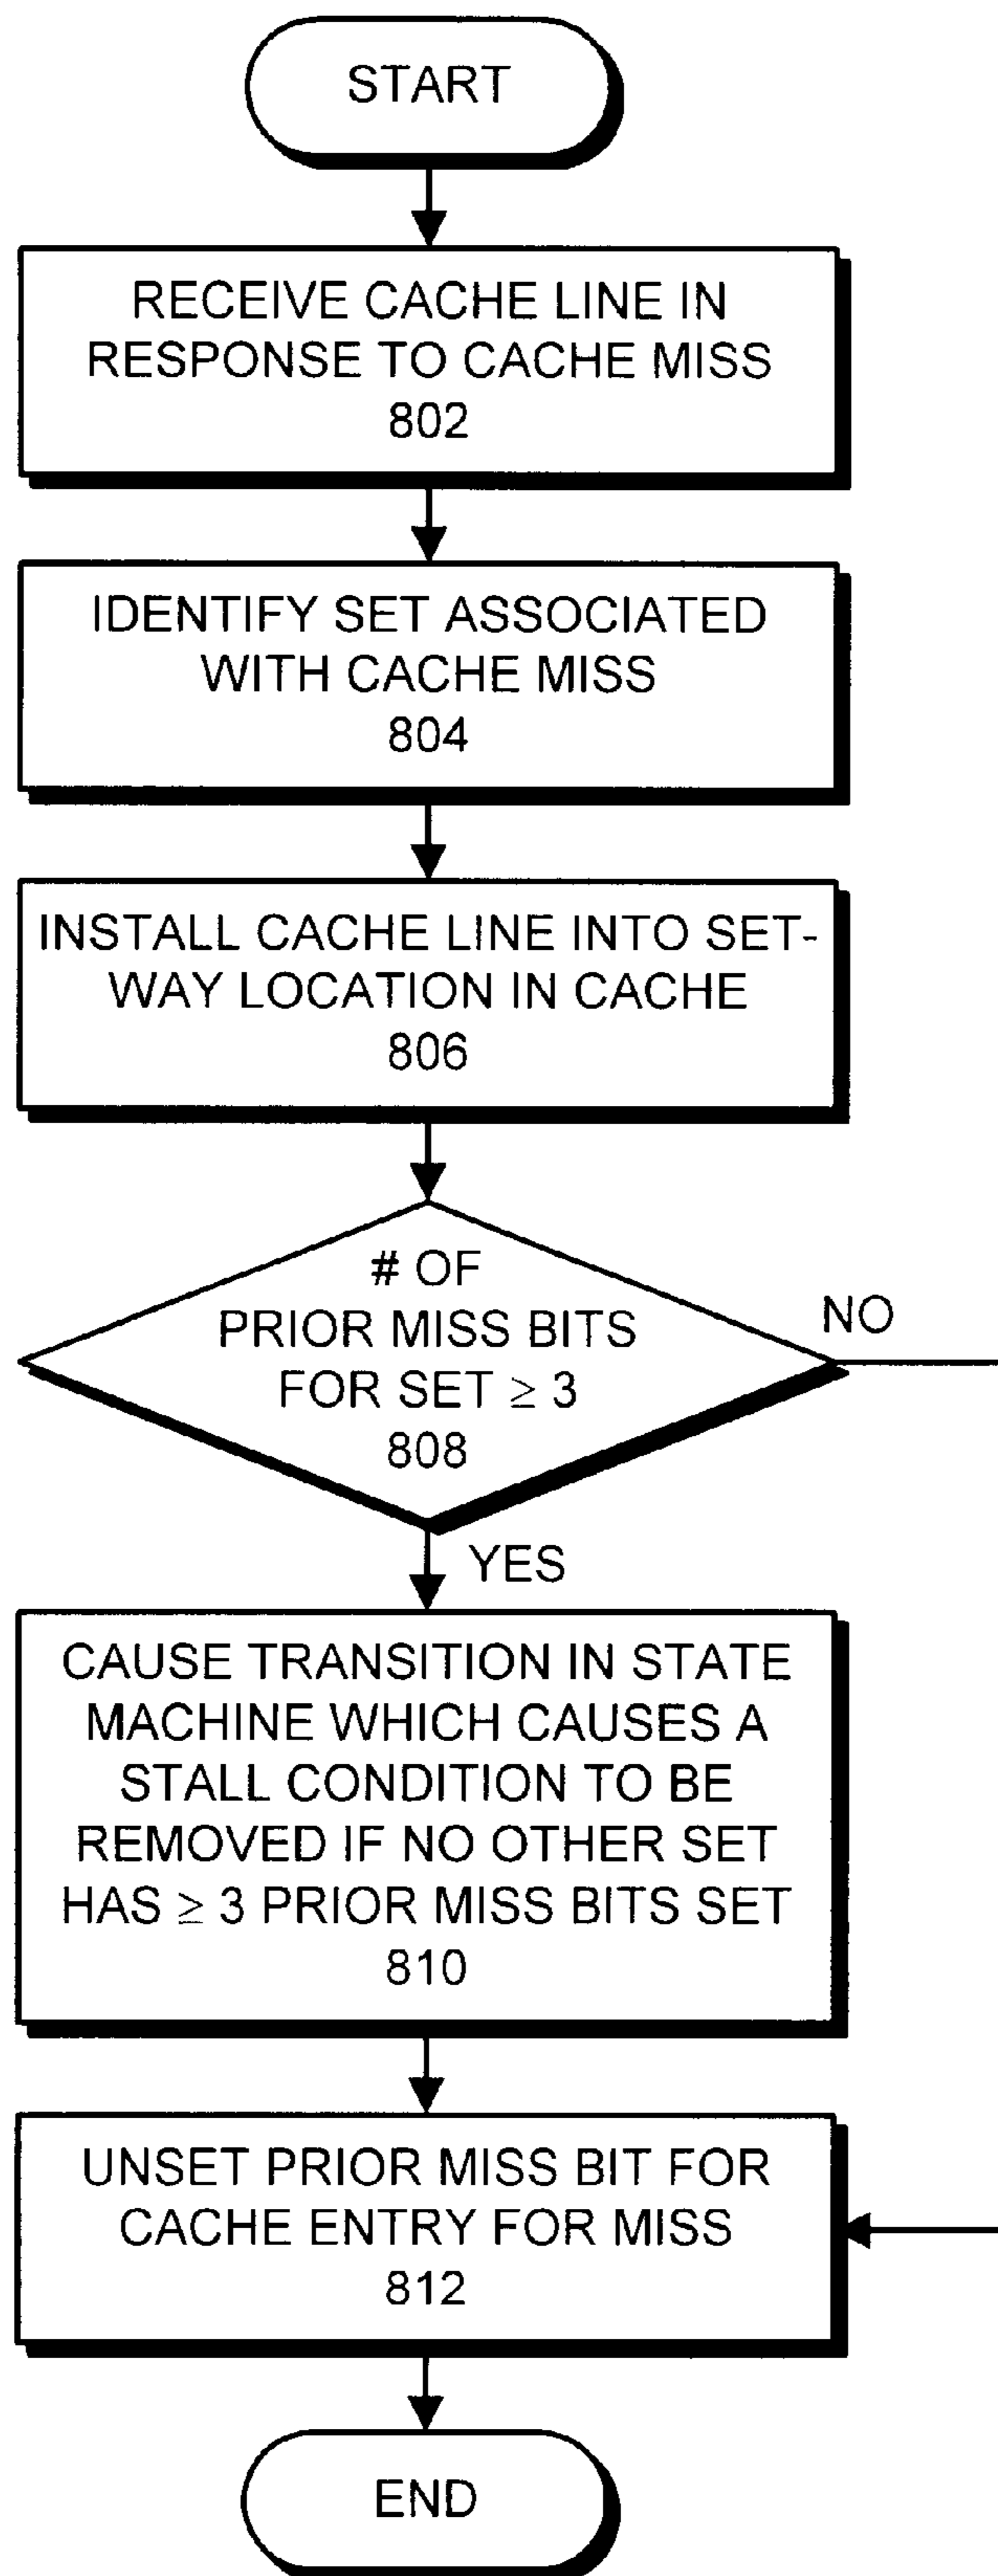 START
RECEIVE CACHE LINE IN
RESPONSE TO CACHE MISS
802
IDENTIFY SET ASSOCIATED
WITH CACHE MISS
804
INSTALL CACHE LINE INTO SET-
WAY LOCATION IN CACHE
806
# OF
PRIOR MISS BITS
FOR SET ≥ 3
808
NO
YES
CAUSE TRANSITION IN STATE
MACHINE WHICH CAUSES A
STALL CONDITION TO BE
REMOVED IF NO OTHER SET
HAS ≥ 3 PRIOR MISS BITS SET
810
UNSET PRIOR MISS BIT FOR
CACHE ENTRY FOR MISS
812
END